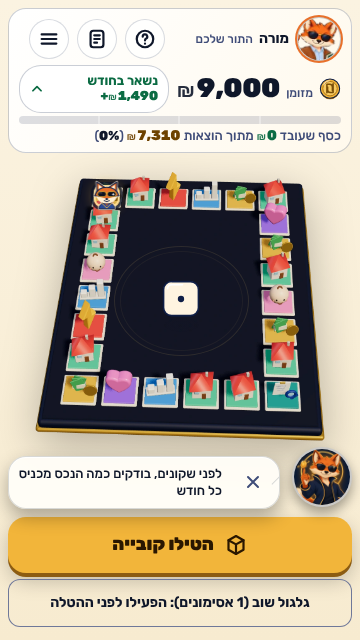 מורה התור שלכם
מזומן ₪9,000
נשאר בחודש
+₪1,490
כסף שעובד ₪0 מתוך הוצאות ₪7,310 (0%)
לפני שקונים, בודקים כמה הנכס מכניס
כל חודש
הטילו קובייה
גלגול שוב (1 אסימונים): הפעילו לפני ההטלה